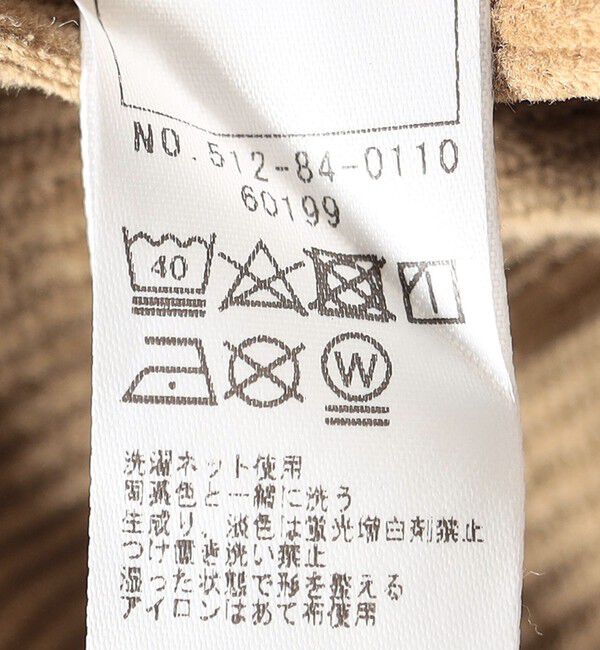 NO.512-84-0110
60199
40
W
洗濯ネット使用
同系色と一緒に洗う
生成り､淡色は蛍光増白剤禁止
つけ置き洗い禁止
湿った状態で形を整える
アイロンはあて布使用